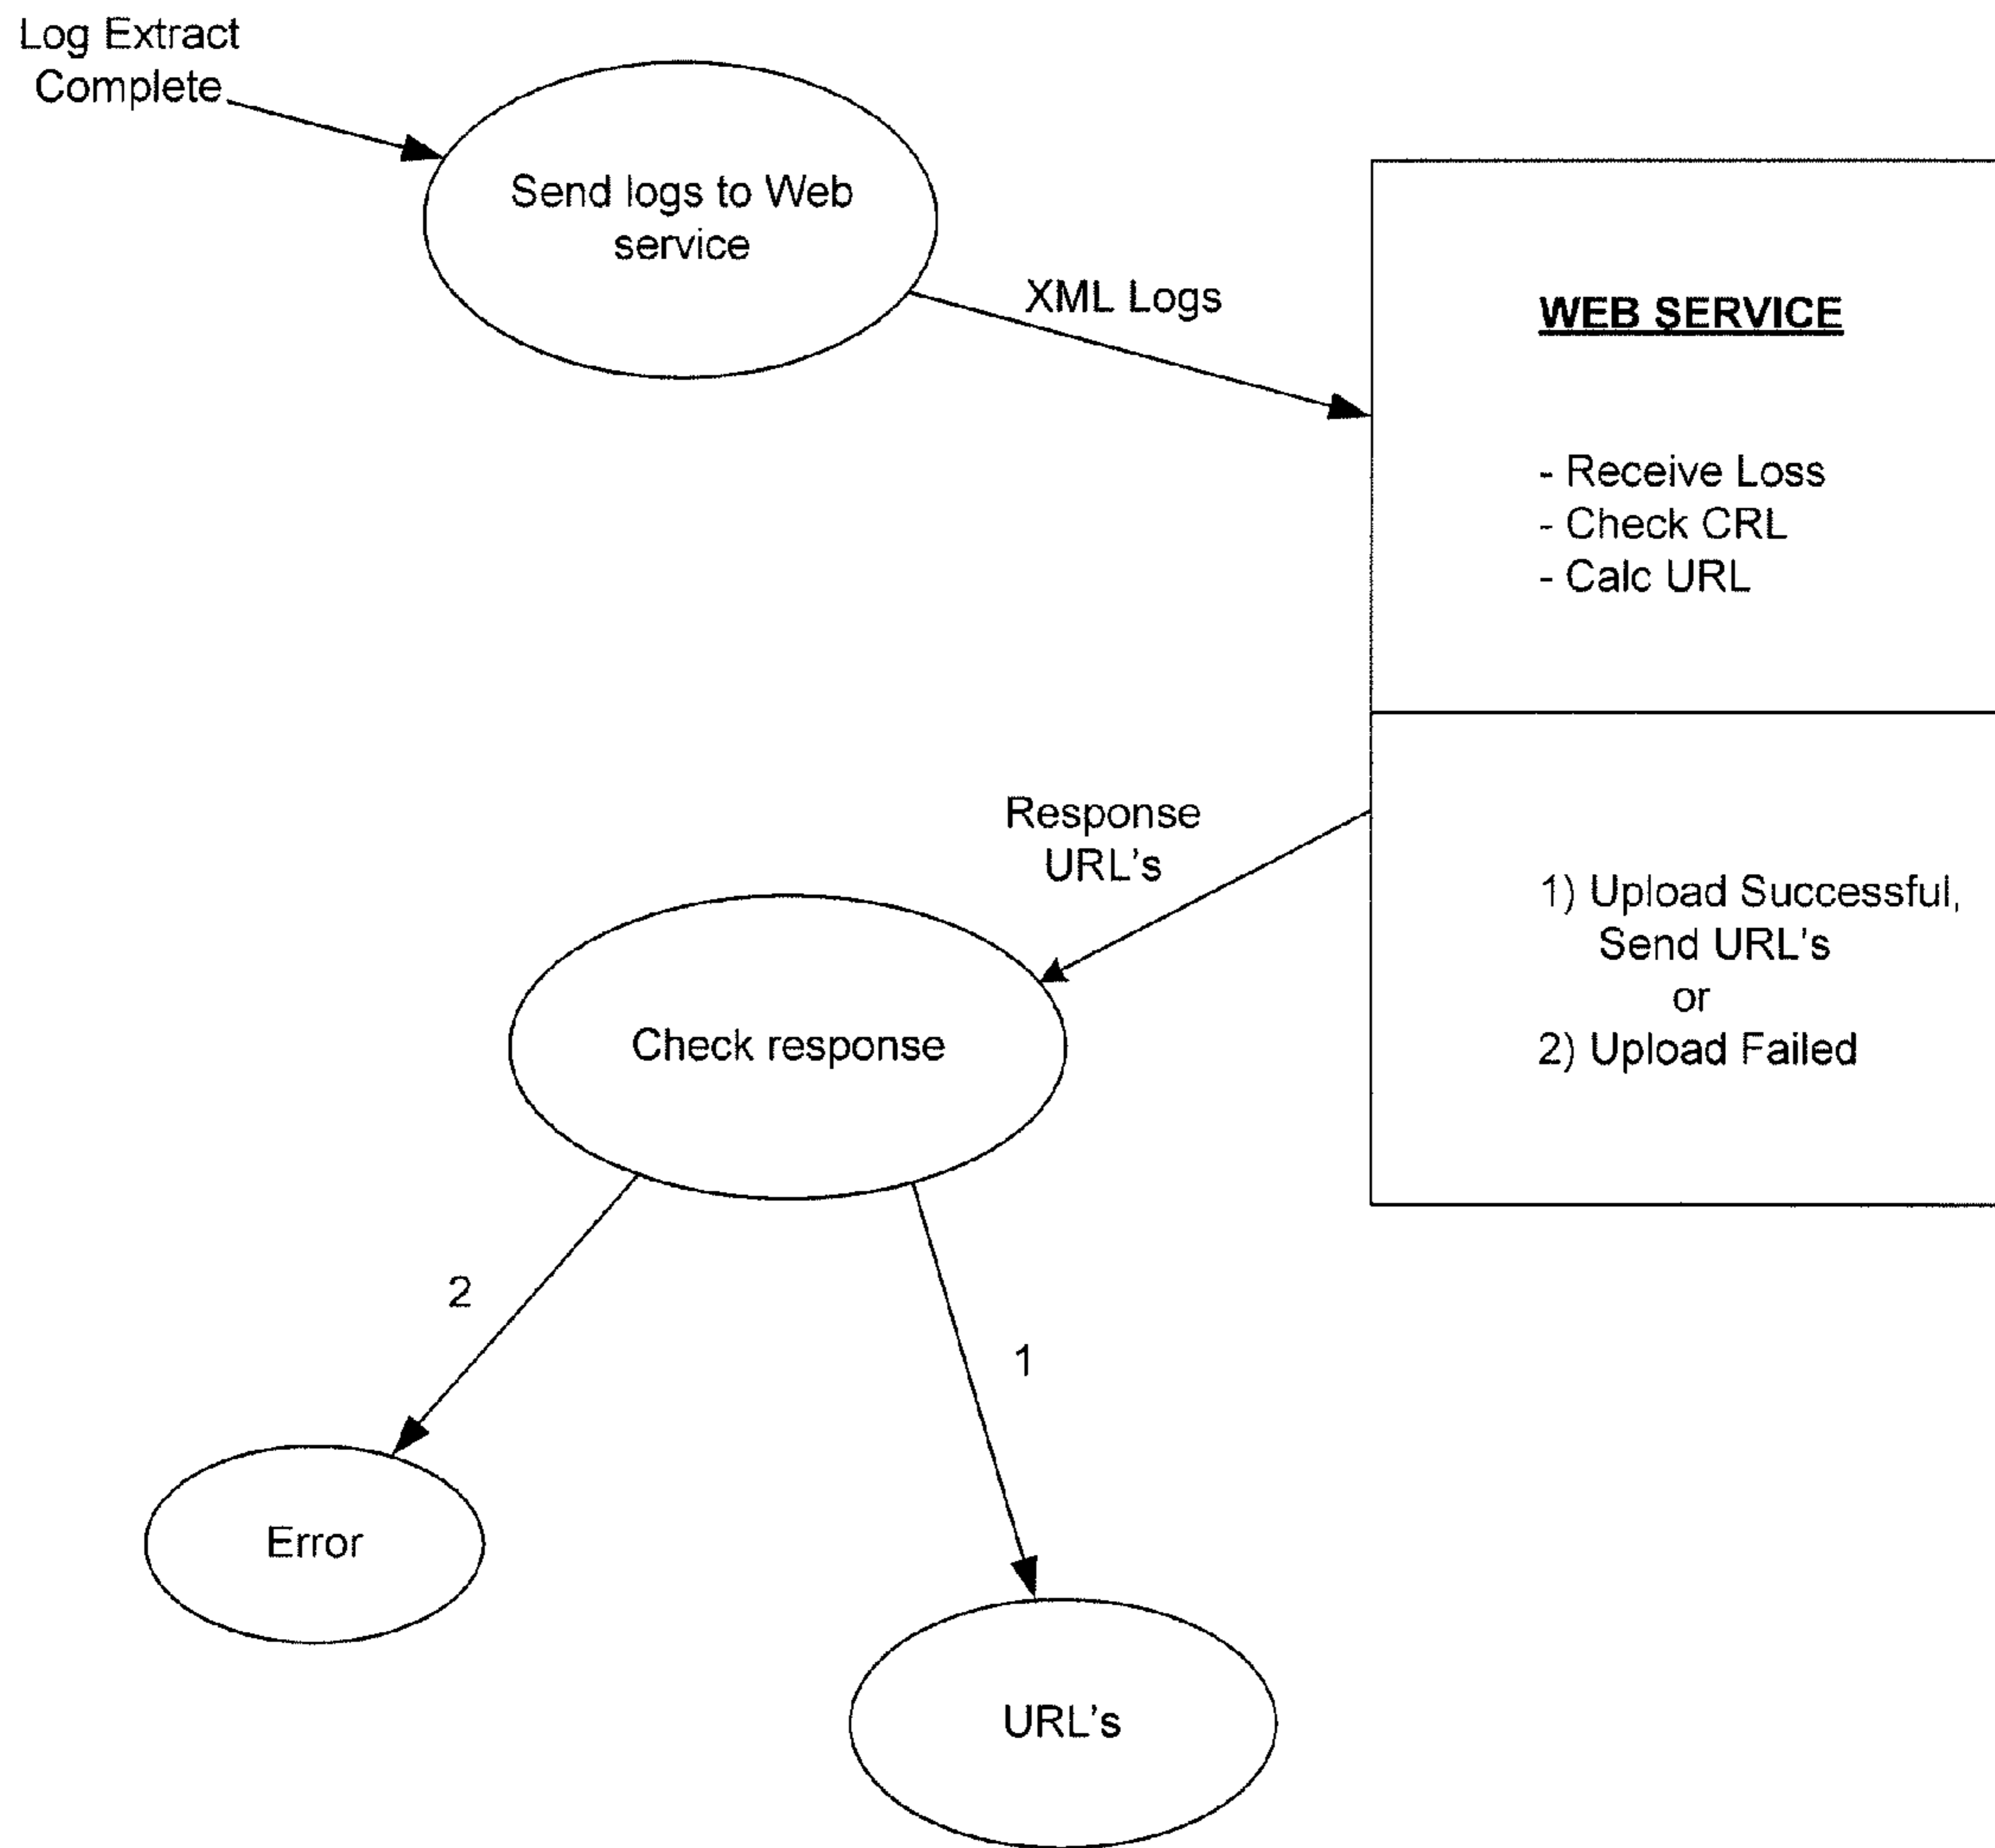 Log Extract
Complete
Send logs to Web
service
XML Logs
WEB SERVICE
- Receive Loss
- Check CRL
- Calc URL
Response
URL's
1) Upload Successful,
Send URL's
or
2) Upload Failed
Check response
2
1
Error
URL's